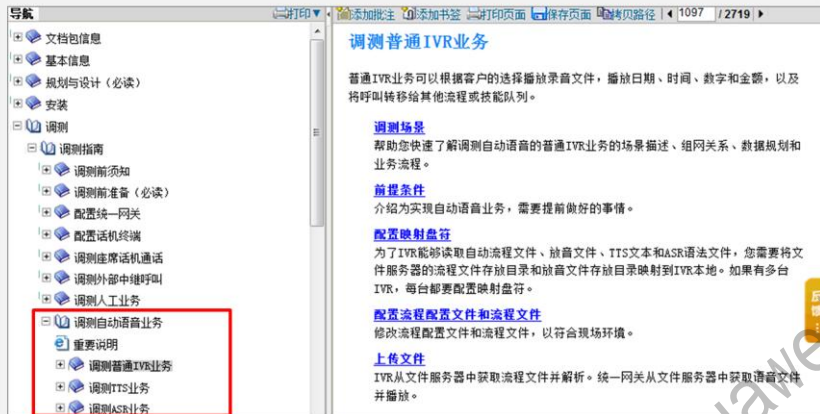 导航
打印
添加批注 添加书签 打印页面 保存页面 拷贝路径 1097 / 2719
文档包信息
基本信息
规划与设计（必读）
安装
调测
调测指南
调测前须知
调测前准备（必读）
配置统一网关
配置话机终端
调测座席话机通话
调测外部中继呼叫
调测人工业务
调测自动语音业务
重要说明
调测普通IVR业务
调测TTS业务
调测ASR业务
调测普通IVR业务
普通IVR业务可以根据客户的选择播放录音文件，播放日期、时间、数字和金额，以及
将呼叫转移给其他流程或技能队列。
调测场景
帮助您快速了解调测自动语音的普通IVR业务的场景描述、组网关系、数据规划和
业务流程。
前提条件
介绍为实现自动语音业务，需要提前做好的事情。
配置映射盘符
为了IVR能够读取自动流程文件、放音文件、TTS文本和ASR语法文件，您需要将文
件服务器的流程文件存放目录和放音文件存放目录映射到IVR本地。如果有多台
IVR，每台都要配置映射盘符。
配置流程配置文件和流程文件
修改流程配置文件和流程文件，以符合现场环境。
上传文件
IVR从文件服务器中获取流程文件并解析。统一网关从文件服务器中获取语音文件
并播放。